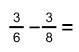 3/6 − 3/8 =